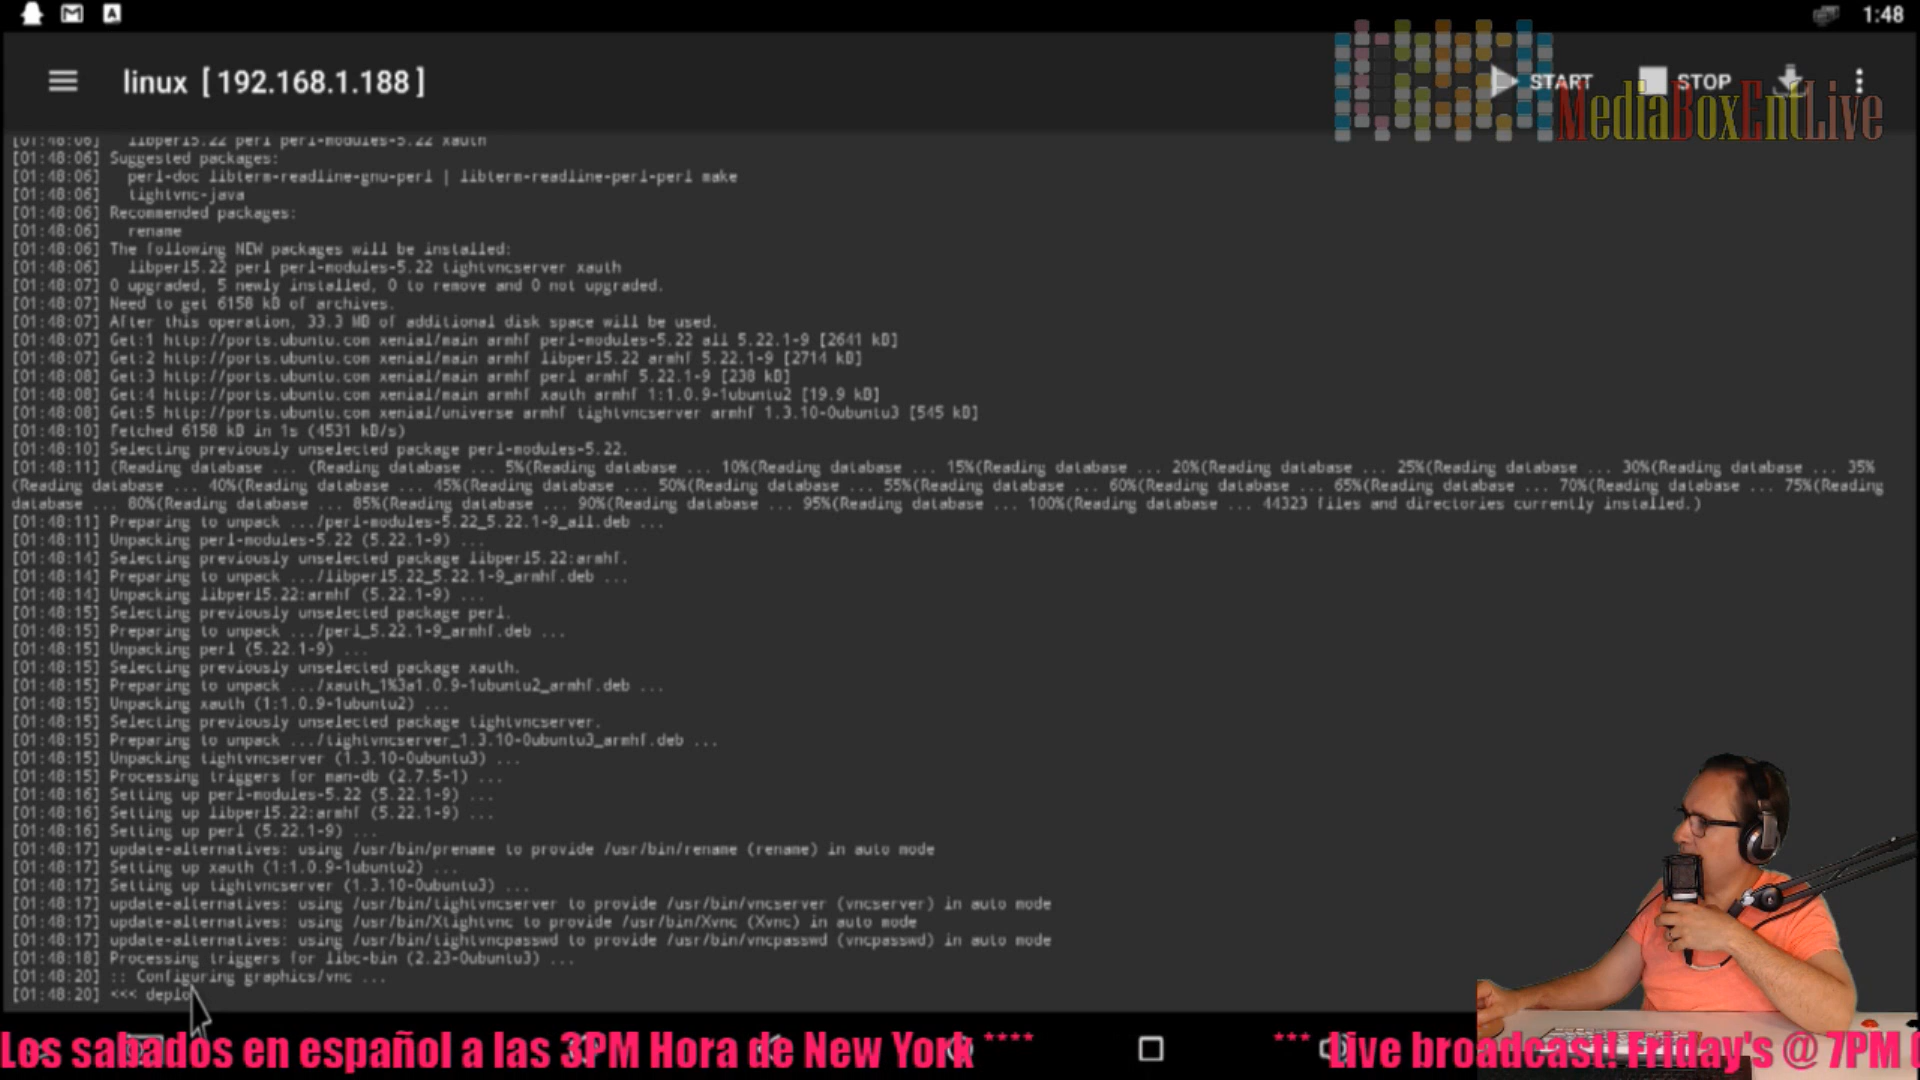 1:48
linux [ 192.168.1.188 ]
START
STOP
MediaBoxEntLive
[01:48:06] libperl5.22 perl perl-modules-5.22 xauth
[01:48:06] Suggested packages:
[01:48:06] perl-doc libterm-readline-gnu-perl | libterm-readline-perl-perl make
[01:48:06] tightvnc-java
[01:48:06] Recommended packages:
[01:48:06] rename
[01:48:06] The following NEW packages will be installed:
[01:48:06] libperl5.22 perl perl-modules-5.22 tightvncserver xauth
[01:48:07] 0 upgraded, 5 newly installed, 0 to remove and 0 not upgraded.
[01:48:07] Need to get 6158 kB of archives.
[01:48:07] After this operation, 33.3 MB of additional disk space will be used.
[01:48:07] Get:1 http://ports.ubuntu.com xenial/main armhf perl-modules-5.22 all 5.22.1-9 [2641 kB]
[01:48:07] Get:2 http://ports.ubuntu.com xenial/main armhf libperl5.22 armhf 5.22.1-9 [2714 kB]
[01:48:08] Get:3 http://ports.ubuntu.com xenial/main armhf perl armhf 5.22.1-9 [238 kB]
[01:48:08] Get:4 http://ports.ubuntu.com xenial/main armhf xauth armhf 1:1.0.9-1ubuntu2 [19.9 kB]
[01:48:08] Get:5 http://ports.ubuntu.com xenial/universe armhf tightvncserver armhf 1.3.10-0ubuntu3 [545 kB]
[01:48:10] Fetched 6158 kB in 1s (4531 kB/s)
[01:48:10] Selecting previously unselected package perl-modules-5.22.
[01:48:11] (Reading database ... (Reading database ... 5%(Reading database ... 10%(Reading database ... 15%(Reading database ... 20%(Reading database ... 25%(Reading database ... 30%(Reading database ... 35%
(Reading database ... 40%(Reading database ... 45%(Reading database ... 50%(Reading database ... 55%(Reading database ... 60%(Reading database ... 65%(Reading database ... 70%(Reading database ... 75%(Reading
database ... 80%(Reading database ... 85%(Reading database ... 90%(Reading database ... 95%(Reading database ... 100%(Reading database ... 44323 files and directories currently installed.)
[01:48:11] Preparing to unpack .../perl-modules-5.22_5.22.1-9_all.deb ...
[01:48:11] Unpacking perl-modules-5.22 (5.22.1-9) ...
[01:48:14] Selecting previously unselected package libperl5.22:armhf.
[01:48:14] Preparing to unpack .../libperl5.22_5.22.1-9_armhf.deb ...
[01:48:14] Unpacking libperl5.22:armhf (5.22.1-9) ...
[01:48:15] Selecting previously unselected package perl.
[01:48:15] Preparing to unpack .../perl_5.22.1-9_armhf.deb ...
[01:48:15] Unpacking perl (5.22.1-9) ...
[01:48:15] Selecting previously unselected package xauth.
[01:48:15] Preparing to unpack .../xauth_1%3a1.0.9-1ubuntu2_armhf.deb ...
[01:48:15] Unpacking xauth (1:1.0.9-1ubuntu2) ...
[01:48:15] Selecting previously unselected package tightvncserver.
[01:48:15] Preparing to unpack .../tightvncserver_1.3.10-0ubuntu3_armhf.deb ...
[01:48:15] Unpacking tightvncserver (1.3.10-0ubuntu3) ...
[01:48:15] Processing triggers for man-db (2.7.5-1) ...
[01:48:16] Setting up perl-modules-5.22 (5.22.1-9) ...
[01:48:16] Setting up libperl5.22:armhf (5.22.1-9) ...
[01:48:16] Setting up perl (5.22.1-9) ...
[01:48:17] update-alternatives: using /usr/bin/prename to provide /usr/bin/rename (rename) in auto mode
[01:48:17] Setting up xauth (1:1.0.9-1ubuntu2) ...
[01:48:17] Setting up tightvncserver (1.3.10-0ubuntu3) ...
[01:48:17] update-alternatives: using /usr/bin/tightvncserver to provide /usr/bin/vncserver (vncserver) in auto mode
[01:48:17] update-alternatives: using /usr/bin/Xtightvnc to provide /usr/bin/Xvnc (Xvnc) in auto mode
[01:48:17] update-alternatives: using /usr/bin/tightvncpasswd to provide /usr/bin/vncpasswd (vncpasswd) in auto mode
[01:48:18] Processing triggers for libc-bin (2.23-0ubuntu3) ...
[01:48:20] :: Configuring graphics/vnc ...
[01:48:20] <<< deplo
Los sabados en español a las 3PM Hora de New York **** *** Live broadcast! Friday's @ 7PM